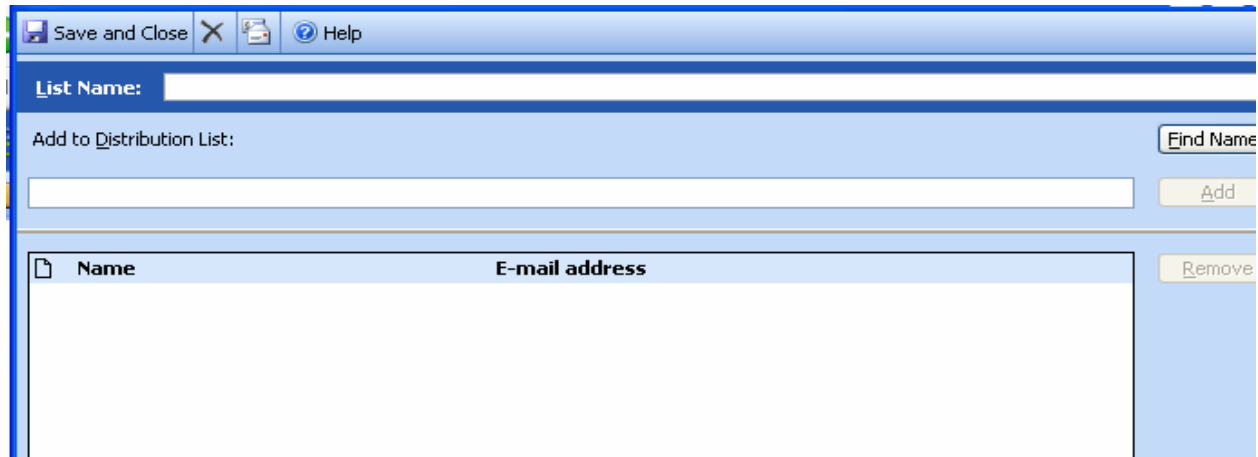 Save and Close Help
List Name:
Add to Distribution List:
Find Name
Add
Name E-mail address
Remove